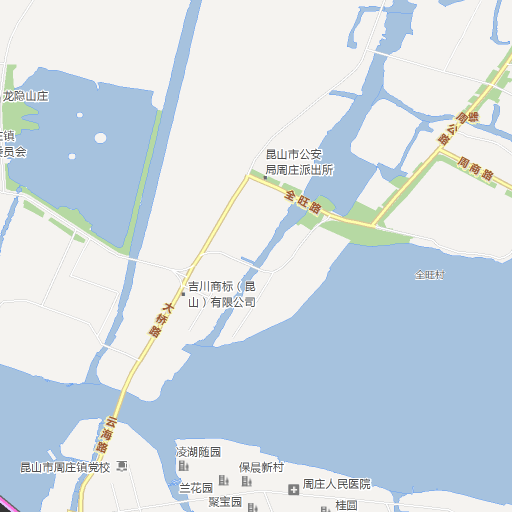 龙隐山庄
庄镇
委员会
昆山市公安
局周庄派出所
全旺路
公路
周商路
全旺村
吉川商标（昆
山）有限公司
大桥路
云海路
昆山市周庄镇党校
凌湖随园
保晨新村
兰花园
周庄人民医院
聚宝园
桂圆